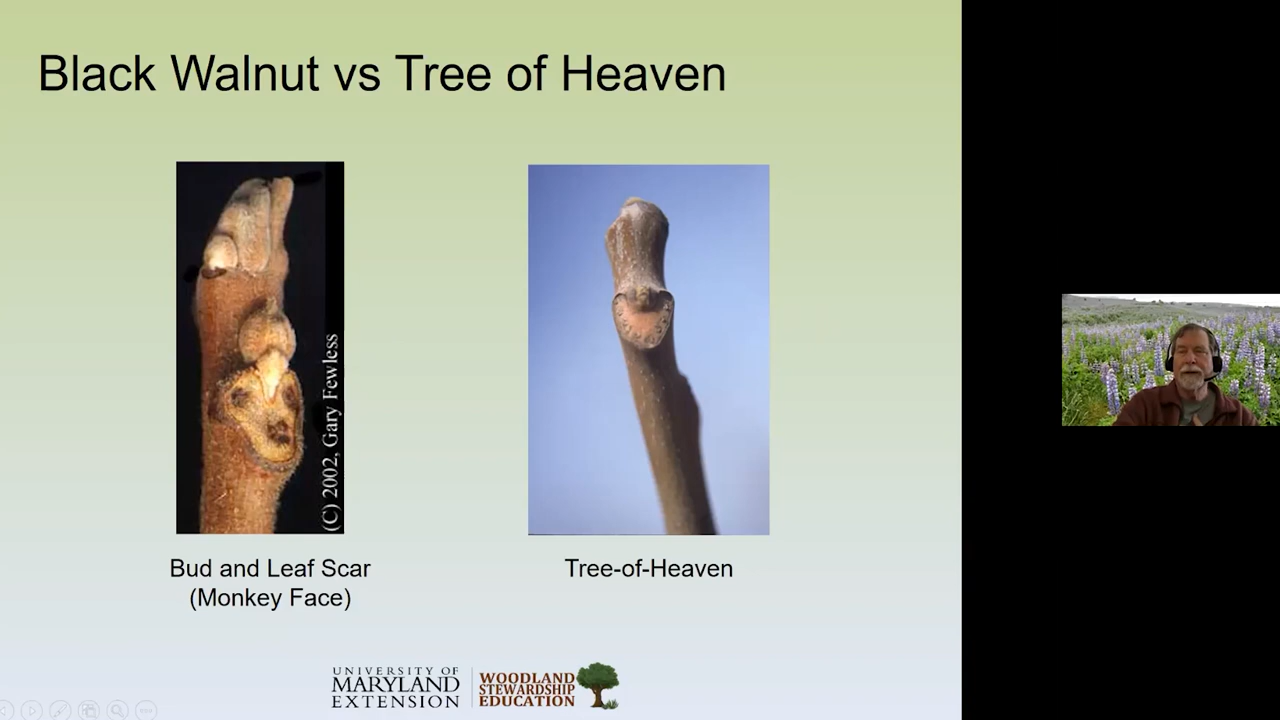 Black Walnut vs Tree of Heaven
(C) 2002, Gary Fewless
Bud and Leaf Scar
(Monkey Face)
Tree-of-Heaven
UNIVERSITY OF
MARYLAND
EXTENSION
WOODLAND
STEWARDSHIP
EDUCATION